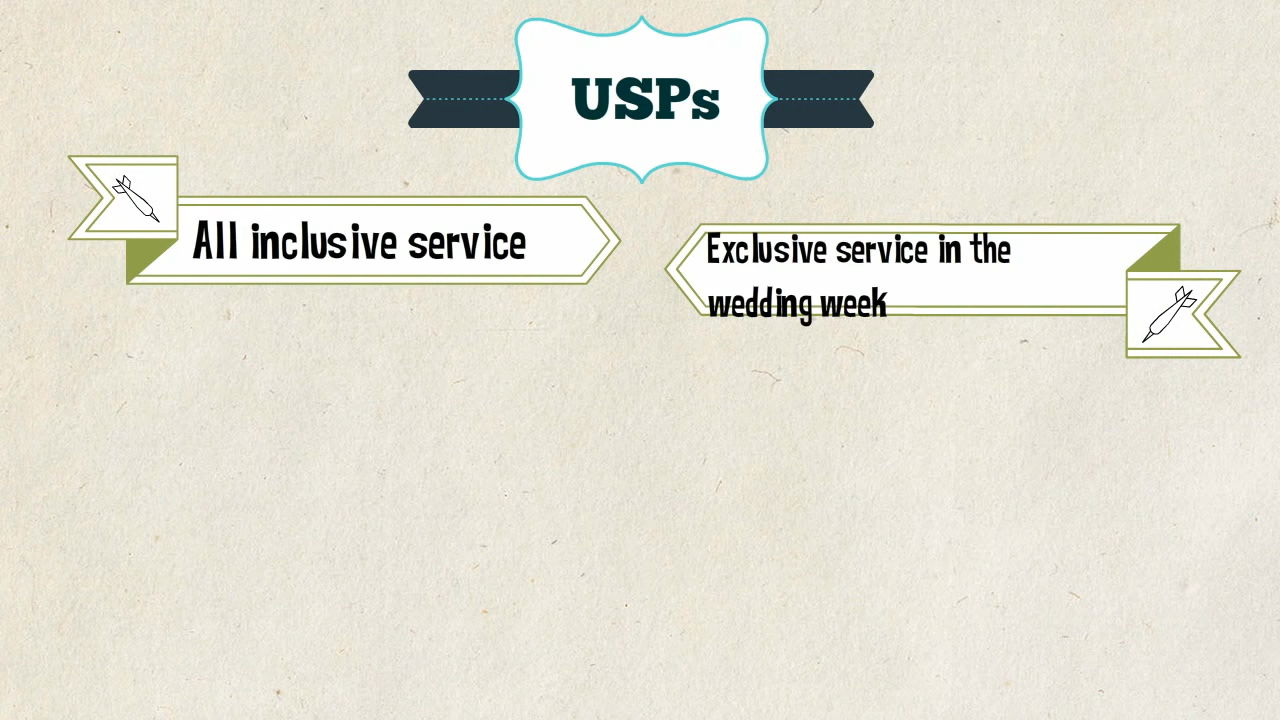 USPs
All inclusive service
Exclusive service in the
wedding week